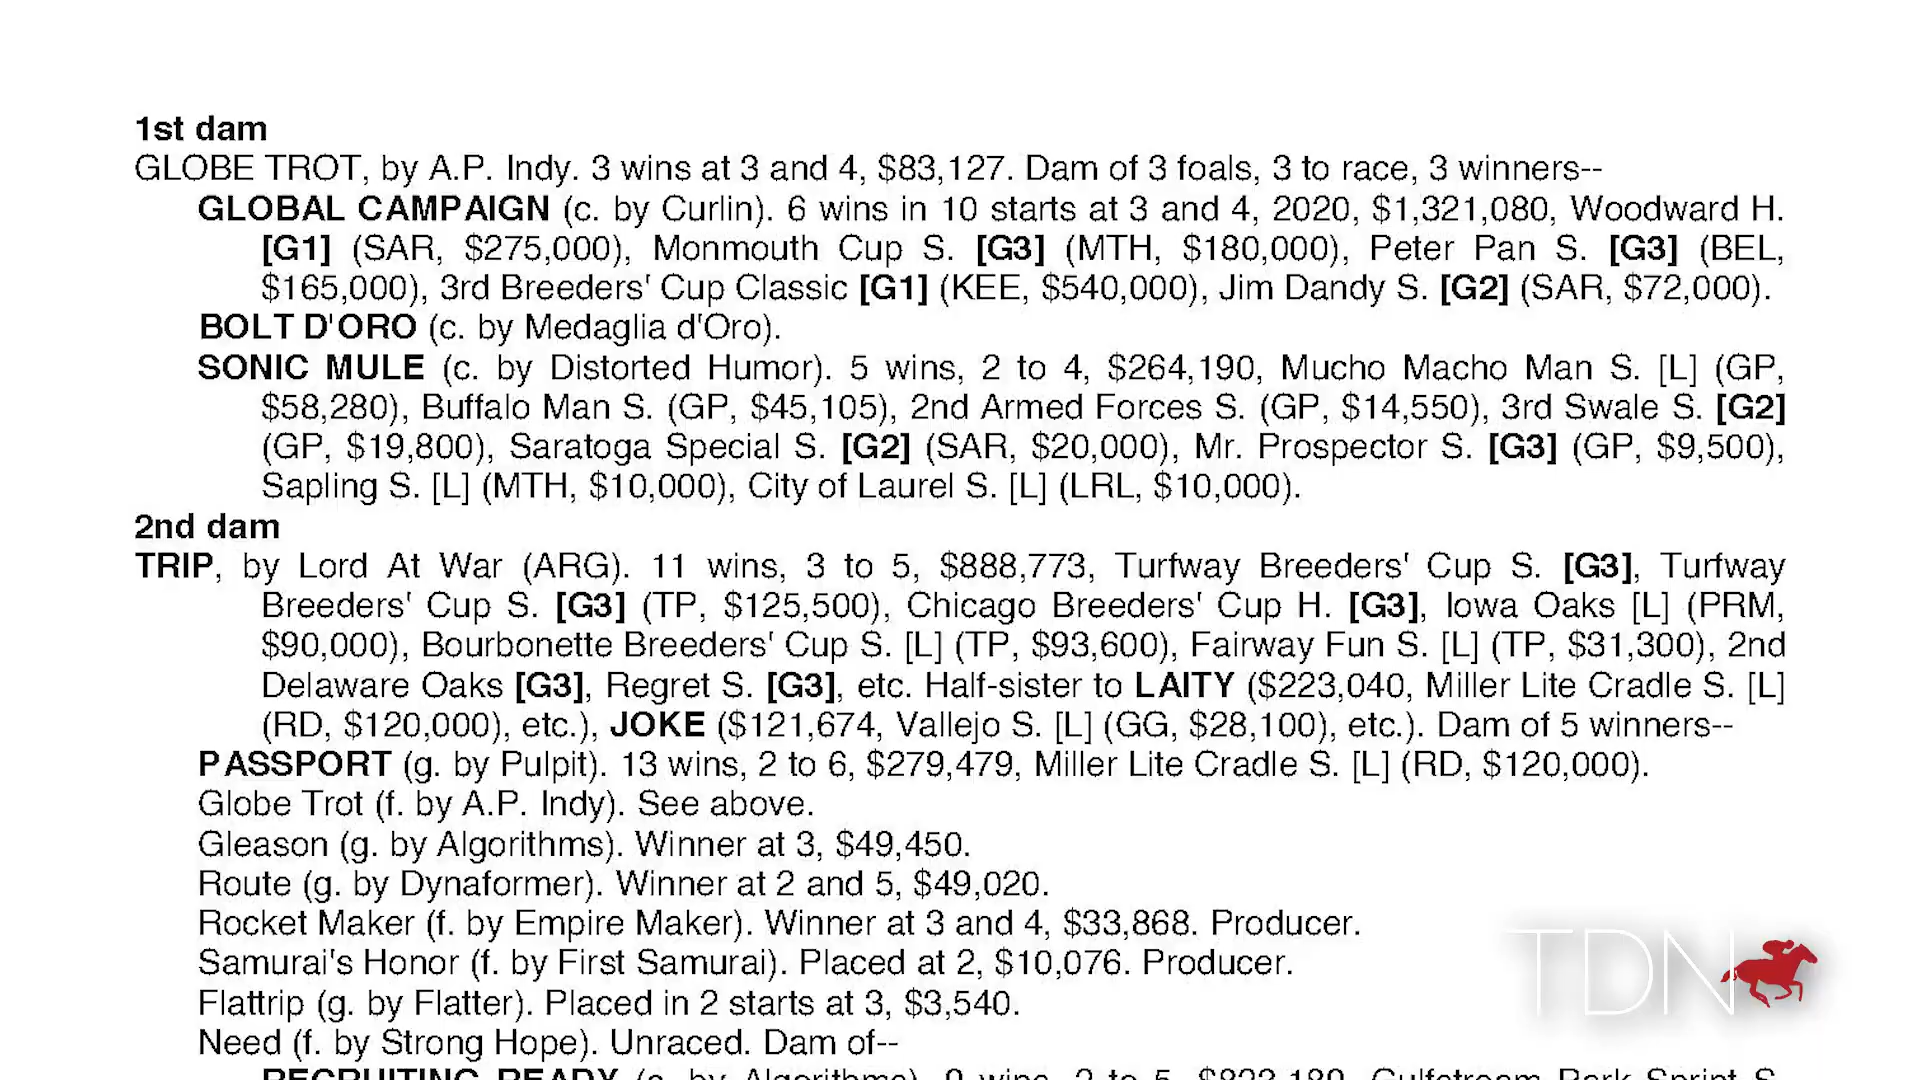 1st dam
GLOBE TROT, by A.P. Indy. 3 wins at 3 and 4, $83,127. Dam of 3 foals, 3 to race, 3 winners--
GLOBAL CAMPAIGN (c. by Curlin). 6 wins in 10 starts at 3 and 4, 2020, $1,321,080, Woodward H.
[G1] (SAR, $275,000), Monmouth Cup S. [G3] (MTH, $180,000), Peter Pan S. [G3] (BEL,
$165,000), 3rd Breeders' Cup Classic [G1] (KEE, $540,000), Jim Dandy S. [G2] (SAR, $72,000).
BOLT D'ORO (c. by Medaglia d'Oro).
SONIC MULE (c. by Distorted Humor). 5 wins, 2 to 4, $264,190, Mucho Macho Man S. [L] (GP,
$58,280), Buffalo Man S. (GP, $45,105), 2nd Armed Forces S. (GP, $14,550), 3rd Swale S. [G2]
(GP, $19,800), Saratoga Special S. [G2] (SAR, $20,000), Mr. Prospector S. [G3] (GP, $9,500),
Sapling S. [L] (MTH, $10,000), City of Laurel S. [L] (LRL, $10,000).
2nd dam
TRIP, by Lord At War (ARG). 11 wins, 3 to 5, $888,773, Turfway Breeders' Cup S. [G3], Turfway
Breeders' Cup S. [G3] (TP, $125,500), Chicago Breeders' Cup H. [G3], Iowa Oaks [L] (PRM,
$90,000), Bourbonette Breeders' Cup S. [L] (TP, $93,600), Fairway Fun S. [L] (TP, $31,300), 2nd
Delaware Oaks [G3], Regret S. [G3], etc. Half-sister to LAITY ($223,040, Miller Lite Cradle S. [L]
(RD, $120,000), etc.), JOKE ($121,674, Vallejo S. [L] (GG, $28,100), etc.). Dam of 5 winners--
PASSPORT (g. by Pulpit). 13 wins, 2 to 6, $279,479, Miller Lite Cradle S. [L] (RD, $120,000).
Globe Trot (f. by A.P. Indy). See above.
Gleason (g. by Algorithms). Winner at 3, $49,450.
Route (g. by Dynaformer). Winner at 2 and 5, $49,020.
Rocket Maker (f. by Empire Maker). Winner at 3 and 4, $33,868. Producer.
Samurai's Honor (f. by First Samurai). Placed at 2, $10,076. Producer.
Flattrip (g. by Flatter). Placed in 2 starts at 3, $3,540.
Need (f. by Strong Hope). Unraced. Dam of--
RECRUITING READY (c. by Algorithms). 9 wins, 2 to 5, Gulfstream Park Sprint S.
TDN